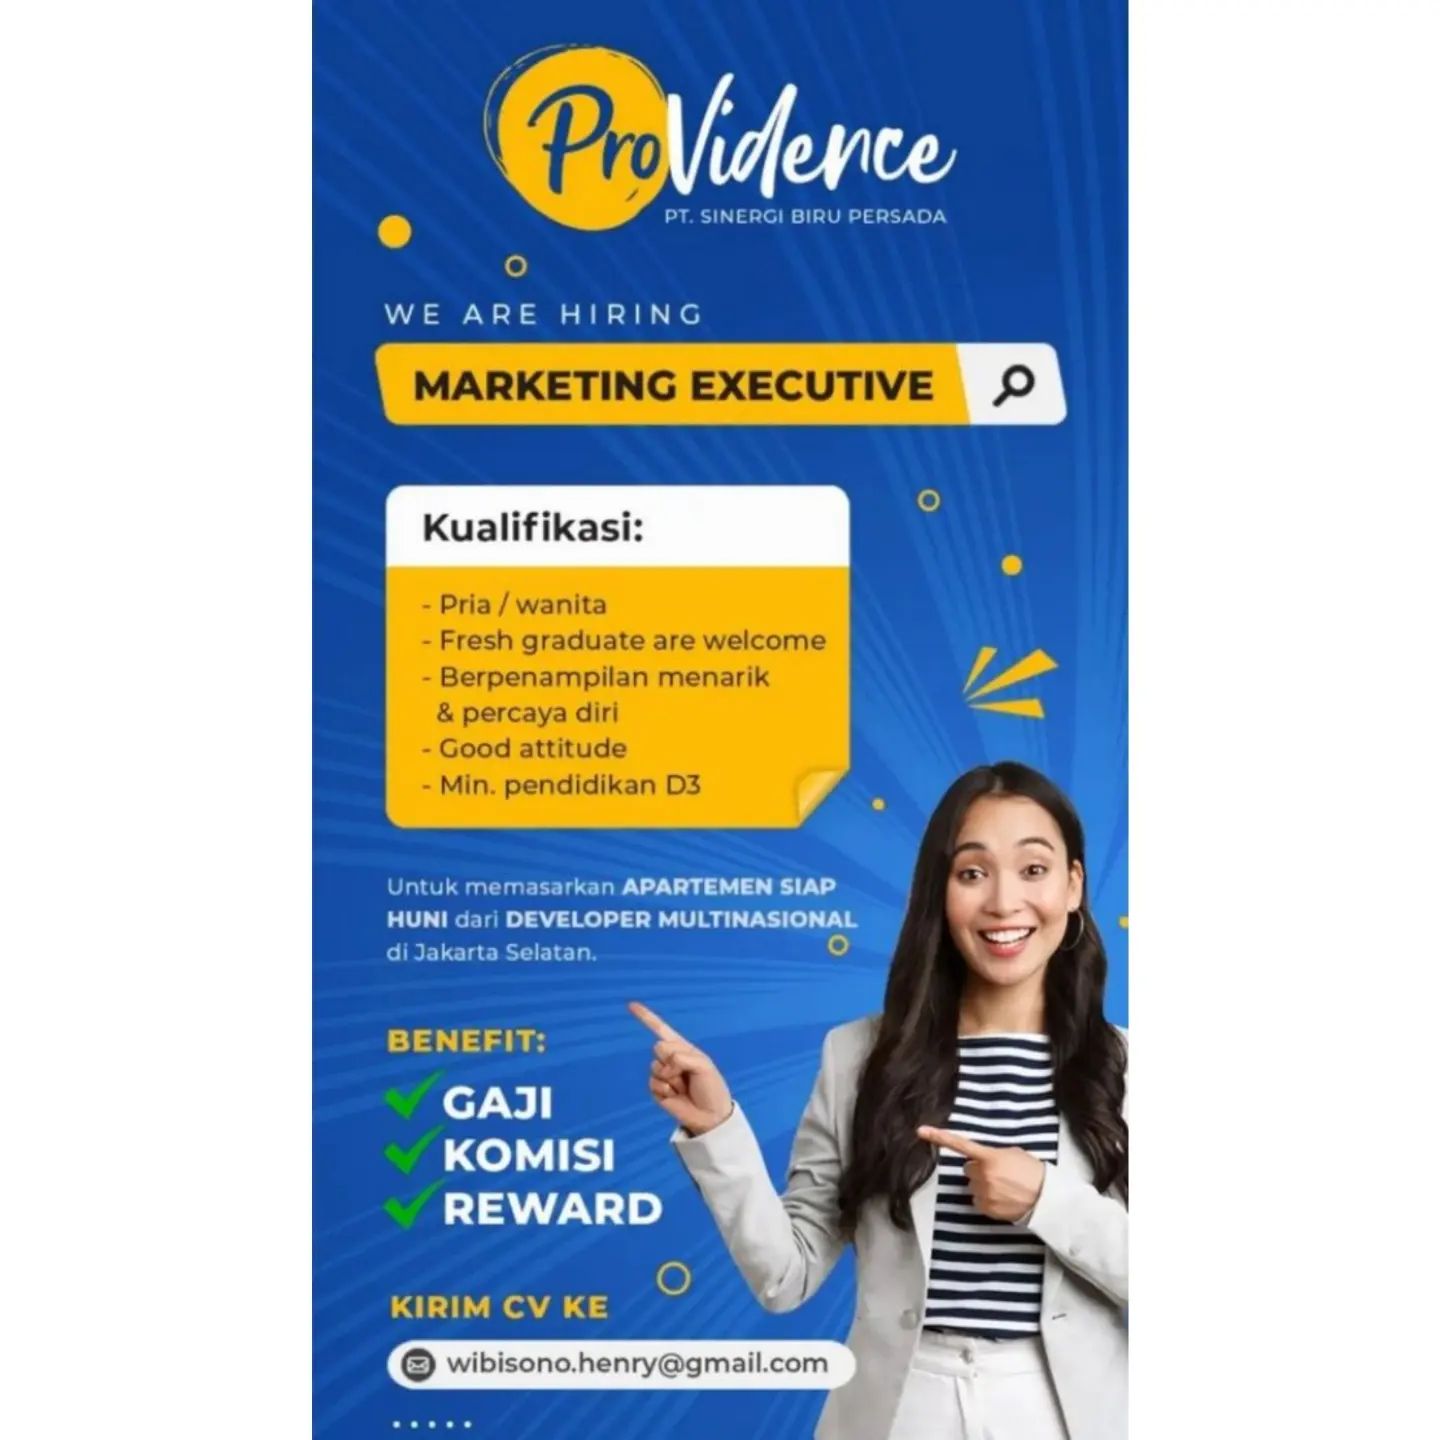 ProVidence
PT. SINERGI BIRU PERSADA
WE ARE HIRING
MARKETING EXECUTIVE
Kualifikasi:
- Pria / wanita
- Fresh graduate are welcome
- Berpenampilan menarik
& percaya diri
- Good attitude
- Min. pendidikan D3
Untuk memasarkan APARTEMEN SIAP
HUNI dari DEVELOPER MULTINASIONAL
di Jakarta Selatan.
BENEFIT:
GAJI
KOMISI
REWARD
KIRIM CV KE
wibisono.henry@gmail.com